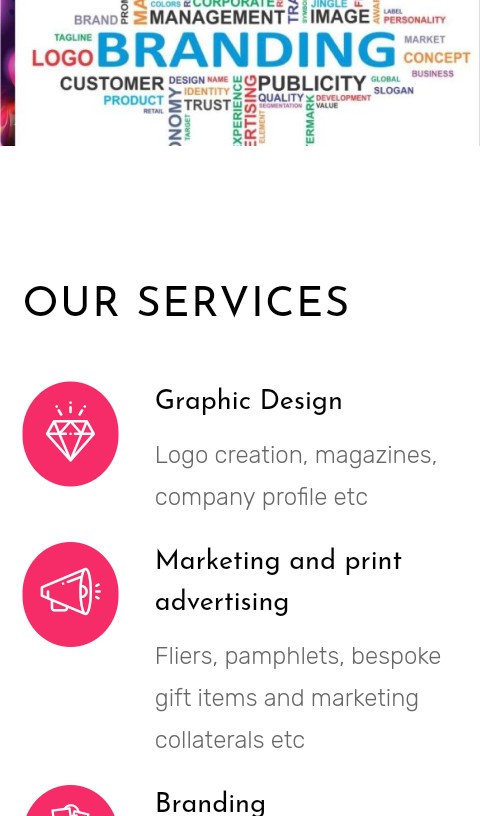 COLORS CORPORATE JINGLE
BRAND MANAGEMENT IMAGE LABEL
PERSONALITY
TAGLINE BRANDING MARKET
LOGO CONCEPT
BUSINESS
CUSTOMER DESIGN NAME PUBLICITY GLOBAL
IDENTITY SLOGAN
PRODUCT TRUST QUALITY DEVELOPMENT
RETAIL SEGMENTATION VALUE
TARGET
ELEMENT
OUR SERVICES
Graphic Design
Logo creation, magazines,
company profile etc
Marketing and print
advertising
Fliers, pamphlets, bespoke
gift items and marketing
collaterals etc
Branding